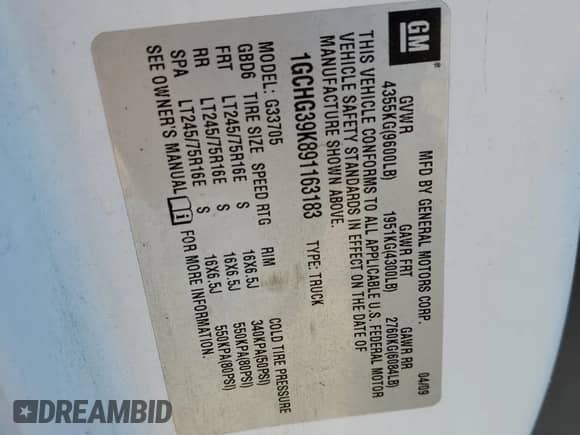 GM
MFD BY GENERAL MOTORS CORP. 04/09
GVWR GAWR FRT GAWR RR
4355KG(9600LB) 1951KG(4300LB) 2760KG(6084LB)
THIS VEHICLE CONFORMS TO ALL APPLICABLE U.S. FEDERAL MOTOR
VEHICLE SAFETY STANDARDS IN EFFECT ON THE DATE OF
MANUFACTURE SHOWN ABOVE.
1GCHG39K891163183 TYPE: TRUCK
MODEL: G33705
GBD6 TIRE SIZE SPEED RTG RIM COLD TIRE PRESSURE
FRT LT245/75R16E S 16X6.5J 340KPA(50PSI)
RR LT245/75R16E S 16X6.5J 550KPA(80PSI)
SPA LT245/75R16E S 16X6.5J 550KPA(80PSI)
SEE OWNER'S MANUAL FOR MORE INFORMATION.
DREAMBID